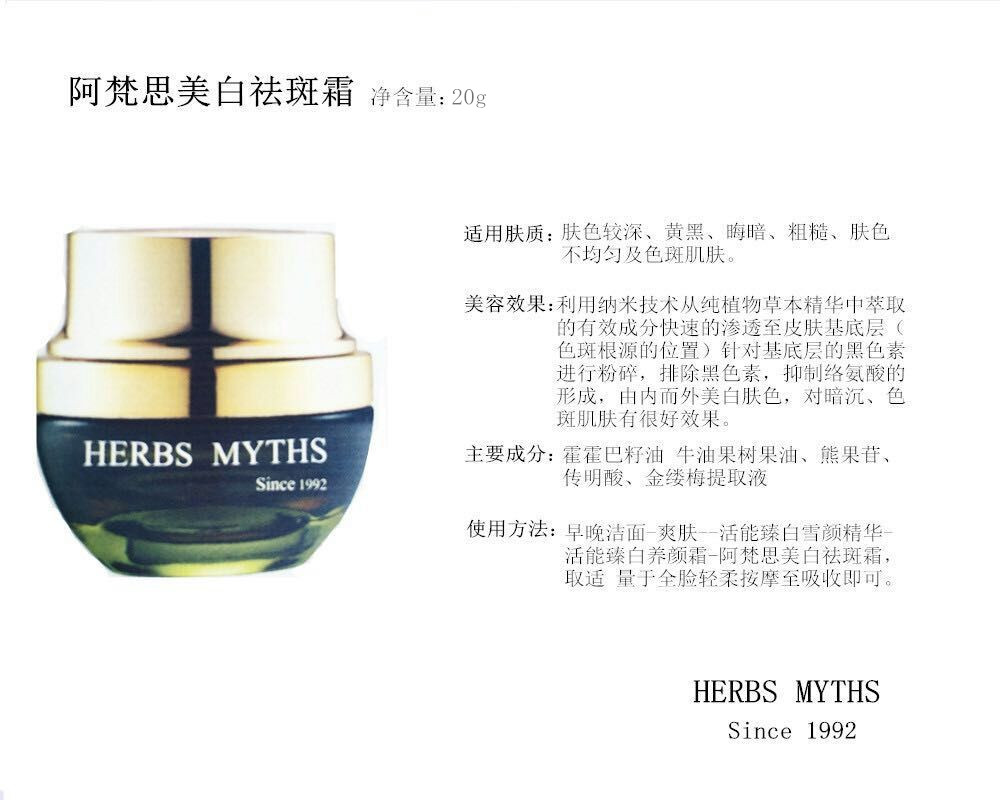 阿梵思美白祛斑霜 净含量: 20g
适用肤质: 肤色较深、黄黑、晦暗、粗糙、肤色
不均匀及色斑肌肤。
美容效果: 利用纳米技术从纯植物草本精华中萃取
的有效成分快速的渗透至皮肤基底层（
色斑根源的位置）针对基底层的黑色素
进行粉碎，排除黑色素，抑制络氨酸的
形成，由内而外美白肤色，对暗沉、色
斑肌肤有很好效果。
HERBS MYTHS
Since 1992
主要成分: 霍霍巴籽油 牛油果树果油、熊果苷、
传明酸、金缕梅提取液
使用方法: 早晚洁面-爽肤--活能臻白雪颜精华-
活能臻白养颜霜-阿梵思美白祛斑霜，
取适 量于全脸轻柔按摩至吸收即可。
HERBS MYTHS
Since 1992